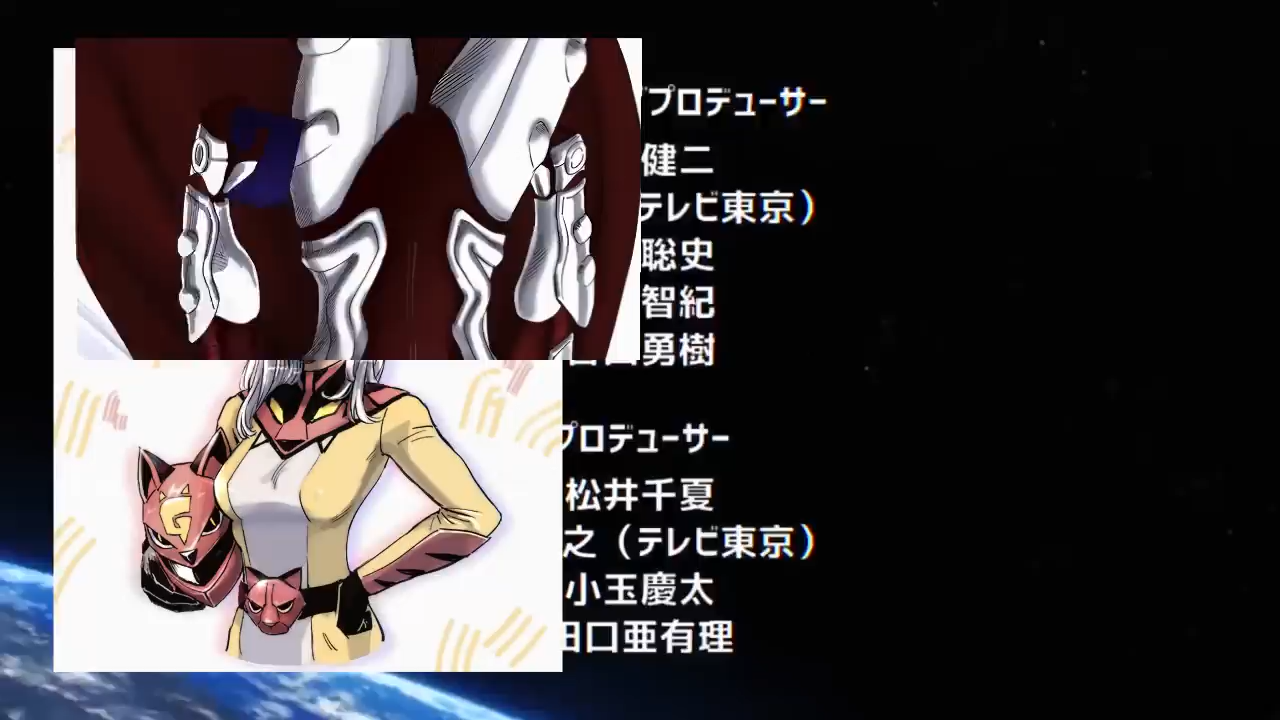 プロデューサー
健二
テレビ東京）
聡史
智紀
勇樹
プロデューサー
松井千夏
之（テレビ東京）
小玉慶太
田口亜有理
G